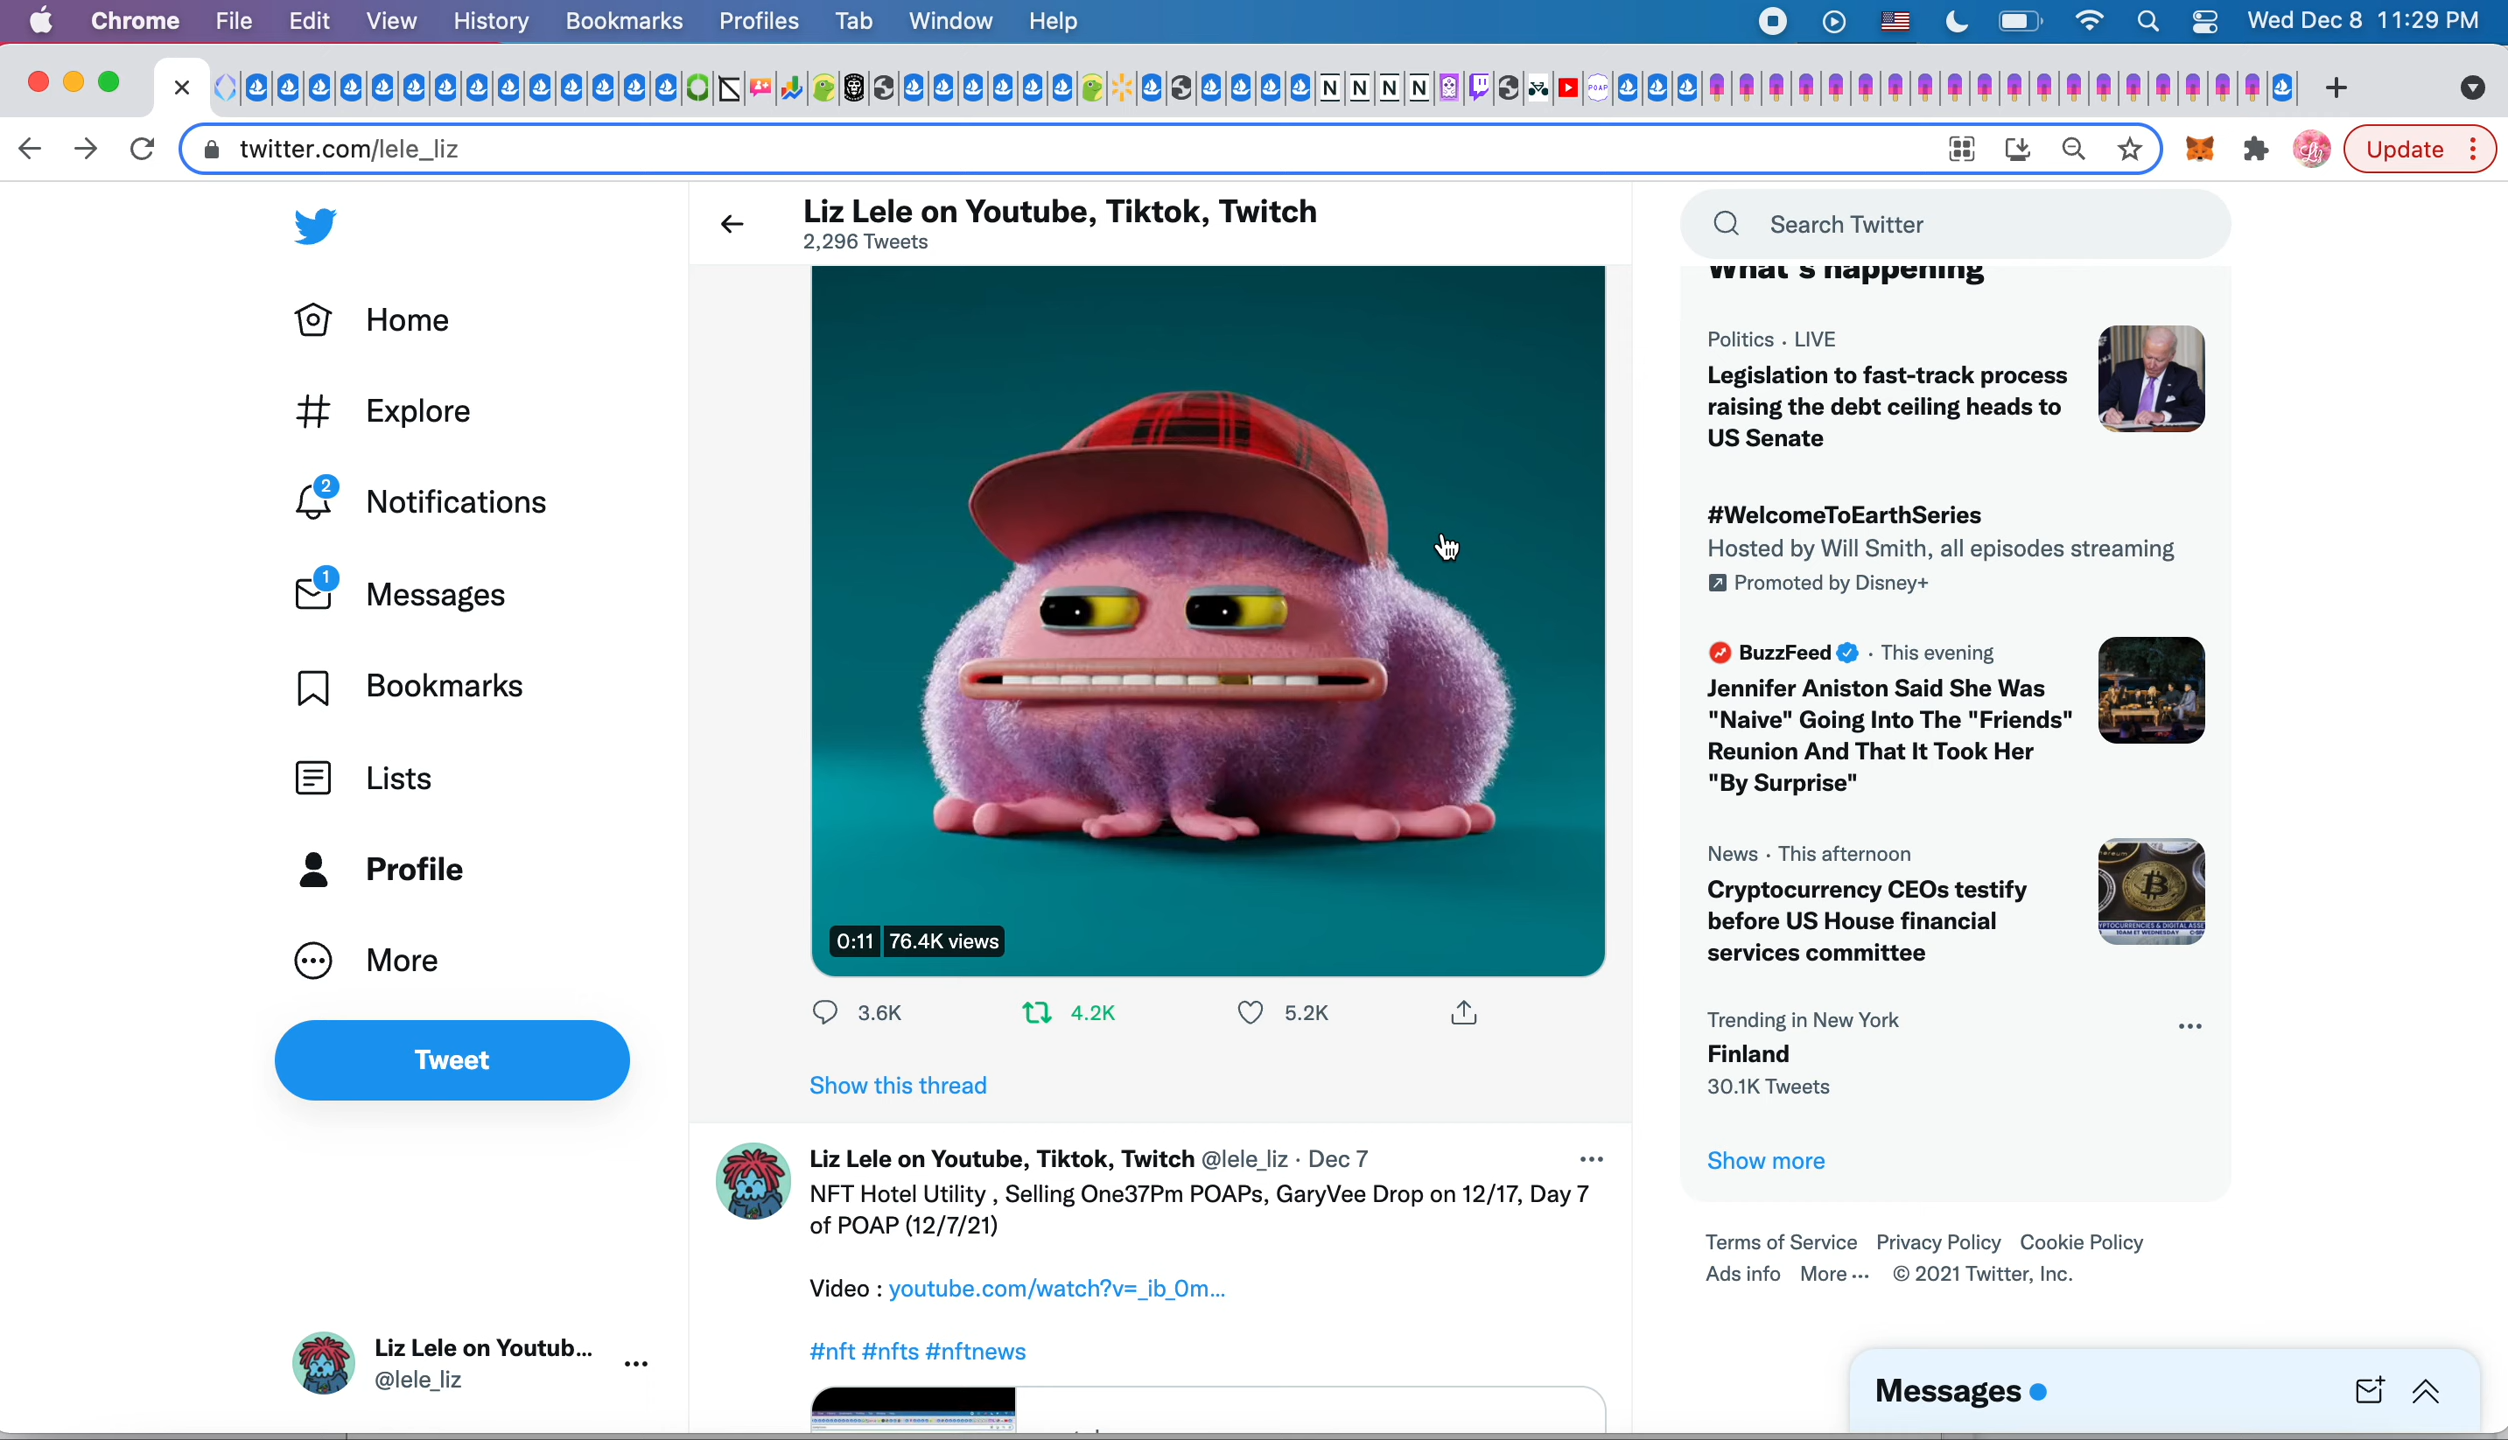 Chrome File Edit View History Bookmarks Profiles Tab Window Help Wed Dec 8 11:29 PM
twitter.com/lele_liz
Update
Liz Lele on Youtube, Tiktok, Twitch
2,296 Tweets
Home
Explore
2
Notifications
1
Messages
Bookmarks
Lists
Profile
More
Tweet
Liz Lele on Youtub...
@lele_liz
0:11 76.4K views
3.6K 4.2K 5.2K
Show this thread
Liz Lele on Youtube, Tiktok, Twitch @lele_liz · Dec 7
NFT Hotel Utility , Selling One37Pm POAPs, GaryVee Drop on 12/17, Day 7
of POAP (12/7/21)
Video : youtube.com/watch?v=_ib_0m...
#nft #nfts #nftnews
Search Twitter
What's happening
Politics · LIVE
Legislation to fast-track process
raising the debt ceiling heads to
US Senate
#WelcomeToEarthSeries
Hosted by Will Smith, all episodes streaming
Promoted by Disney+
BuzzFeed · This evening
Jennifer Aniston Said She Was
"Naive" Going Into The "Friends"
Reunion And That It Took Her
"By Surprise"
News · This afternoon
Cryptocurrency CEOs testify
before US House financial
services committee
Trending in New York
Finland
30.1K Tweets
Show more
Terms of Service Privacy Policy Cookie Policy
Ads info More ··· © 2021 Twitter, Inc.
Messages